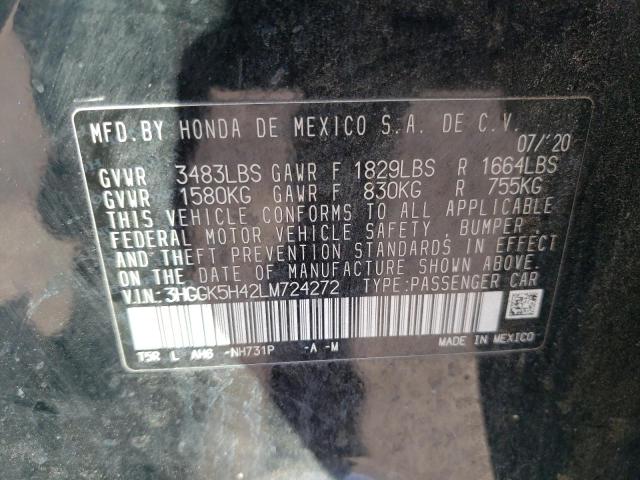 MFD. BY HONDA DE MEXICO S.A. DE C.V.
07/'20
GVWR 3483LBS GAWR F 1829LBS R 1664LBS
GVWR 1580KG GAWR F 830KG R 755KG
THIS VEHICLE CONFORMS TO ALL APPLICABLE
FEDERAL MOTOR VEHICLE SAFETY, BUMPER,
AND THEFT PREVENTION STANDARDS IN EFFECT
ON THE DATE OF MANUFACTURE SHOWN ABOVE.
V.I.N: 3HGGK5H42LM724272 TYPE:PASSENGER CAR
T5R L AHG -NH731P -A -M
MADE IN MEXICO